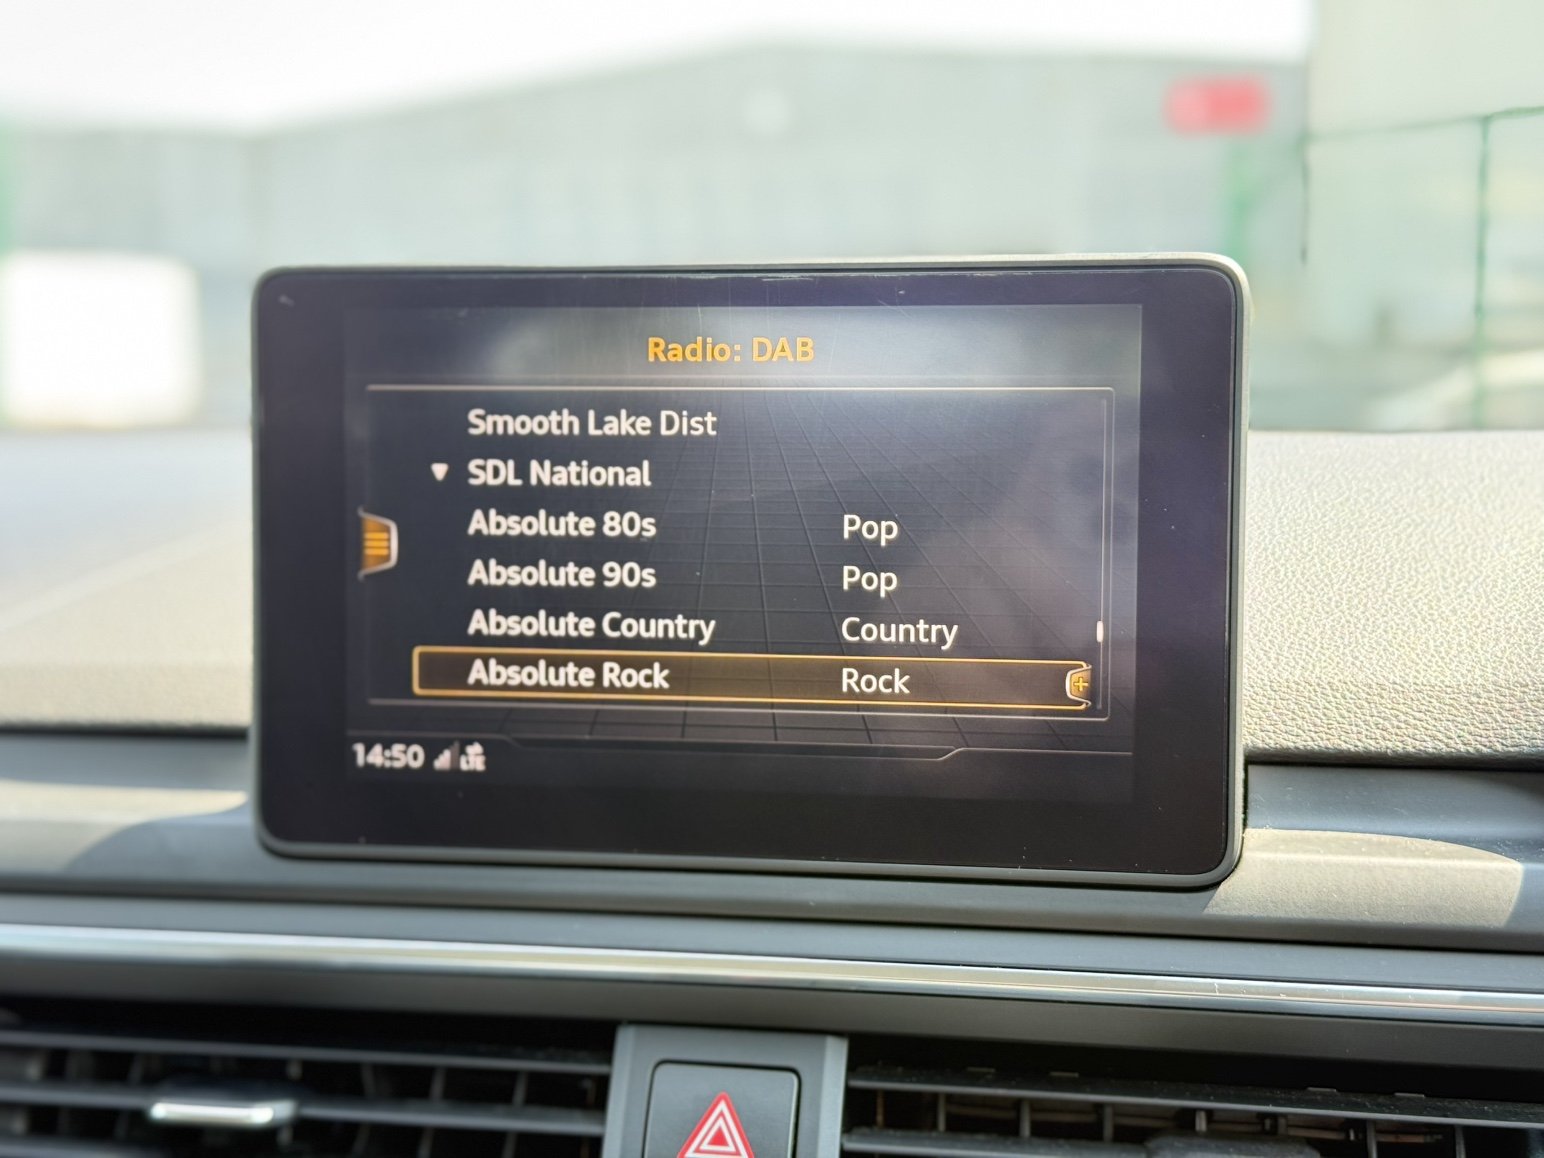 Radio: DAB
Smooth Lake Dist
SDL National
Absolute 80s Pop
Absolute 90s Pop
Absolute Country Country
Absolute Rock Rock
14:50 LTE